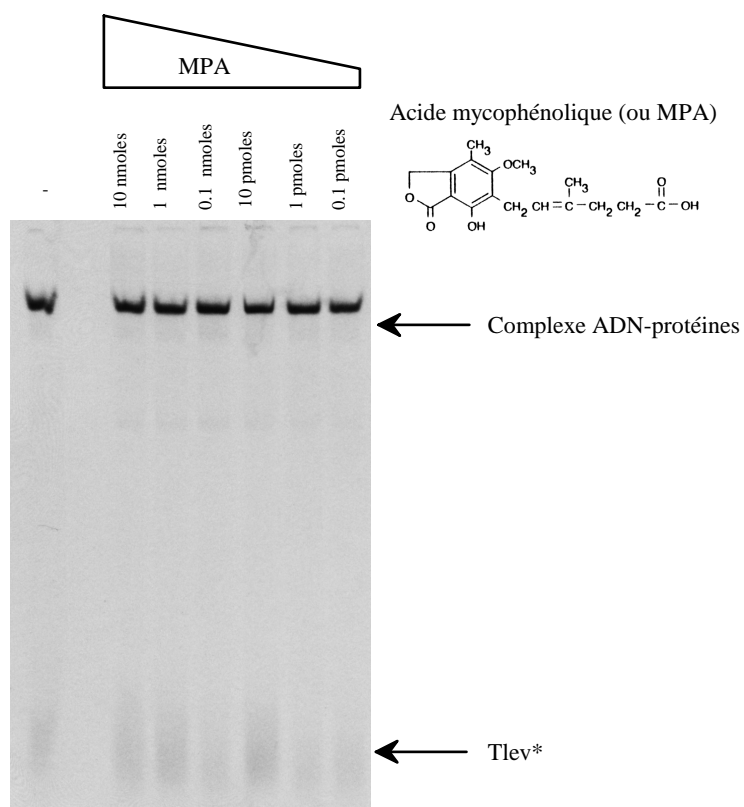 MPA
Acide mycophénolique (ou MPA)
-
10 nmoles
1 nmoles
0.1 nmoles
10 pmoles
1 pmoles
0.1 pmoles
CH3
OCH3
CH3
O
O
CH2 CH=C—CH2 CH2—C—OH
O
OH
Complexe ADN-protéines
Tlev*